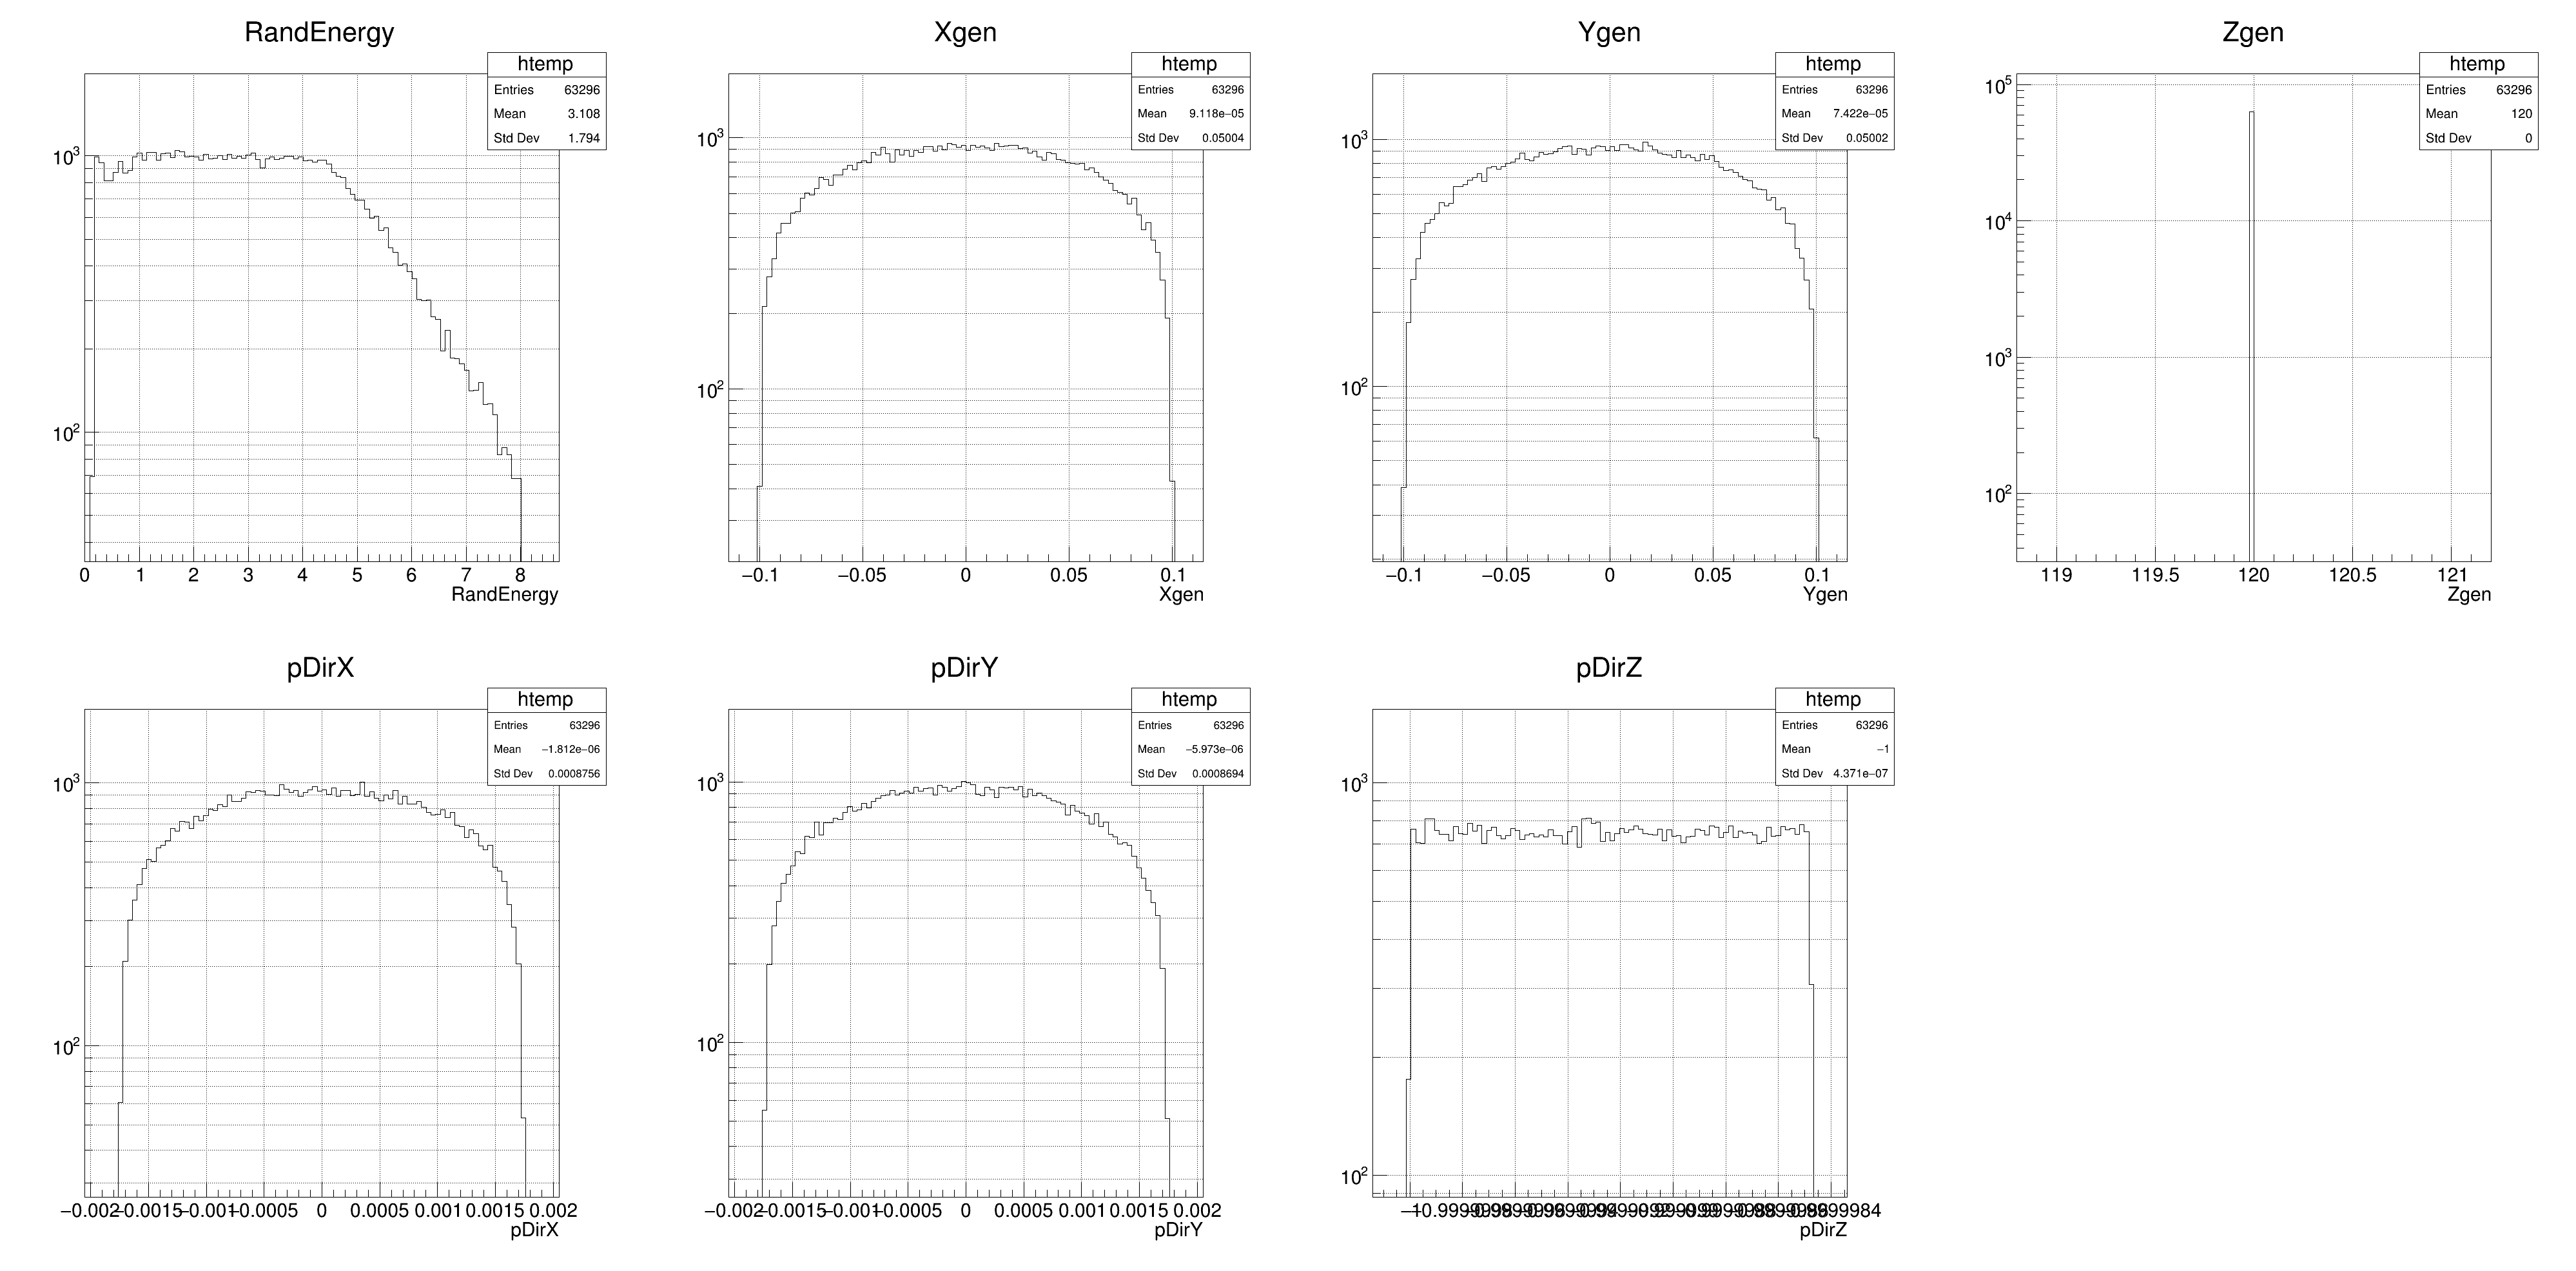 RandEnergy
htemp
Entries 63296
Mean 3.108
Std Dev 1.794
10³
10²
0 1 2 3 4 5 6 7 8
RandEnergy
Xgen
htemp
Entries 63296
Mean 9.118e−05
Std Dev 0.05004
10³
10²
−0.1 −0.05 0 0.05 0.1
Xgen
Ygen
htemp
Entries 63296
Mean 7.422e−05
Std Dev 0.05002
10³
10²
−0.1 −0.05 0 0.05 0.1
Ygen
Zgen
htemp
Entries 63296
Mean 120
Std Dev 0
10⁵
10⁴
10³
10²
119 119.5 120 120.5 121
Zgen
pDirX
htemp
Entries 63296
Mean −1.812e−06
Std Dev 0.0008756
10³
10²
−0.002 −0.0015 −0.001 −0.0005 0 0.0005 0.001 0.0015 0.002
pDirX
pDirY
htemp
Entries 63296
Mean −5.973e−06
Std Dev 0.0008694
10³
10²
−0.002 −0.0015 −0.001 −0.0005 0 0.0005 0.001 0.0015 0.002
pDirY
pDirZ
htemp
Entries 63296
Mean −1
Std Dev 4.371e−07
10³
10²
pDirZ